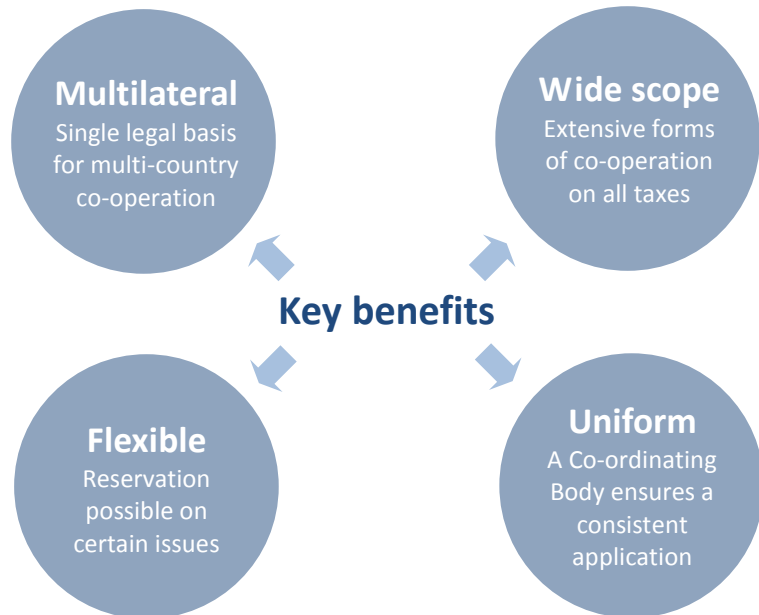 Multilateral
Single legal basis
for multi-country
co-operation
Wide scope
Extensive forms
of co-operation
on all taxes
Key benefits
Flexible
Reservation
possible on
certain issues
Uniform
A Co-ordinating
Body ensures a
consistent
application